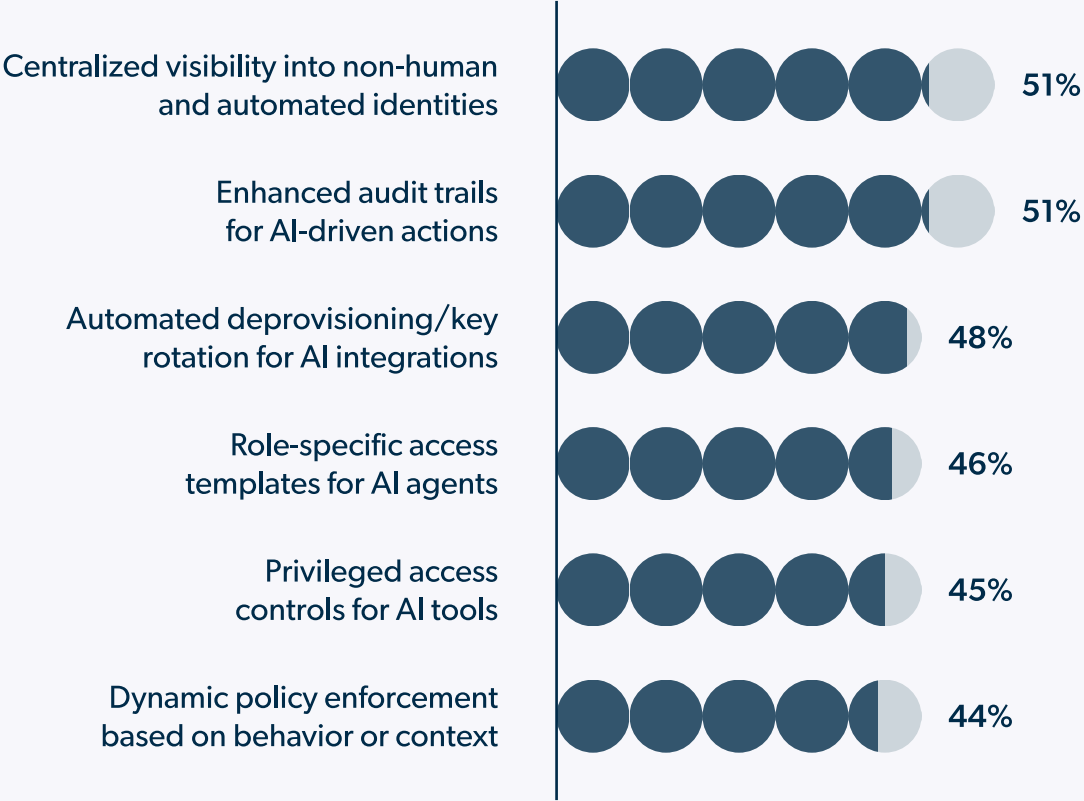 Centralized visibility into non-human
and automated identities
51%
Enhanced audit trails
for AI-driven actions
51%
Automated deprovisioning/key
rotation for AI integrations
48%
Role-specific access
templates for AI agents
46%
Privileged access
controls for AI tools
45%
Dynamic policy enforcement
based on behavior or context
44%